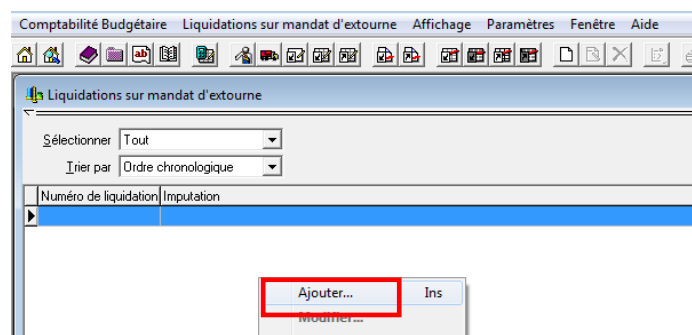 Comptabilité Budgétaire Liquidations sur mandat d'extourne Affichage Paramètres Fenêtre Aide
Liquidations sur mandat d'extourne
Sélectionner Tout
Trier par Ordre chronologique
Numéro de liquidation Imputation
Ajouter... Ins
Modifier...